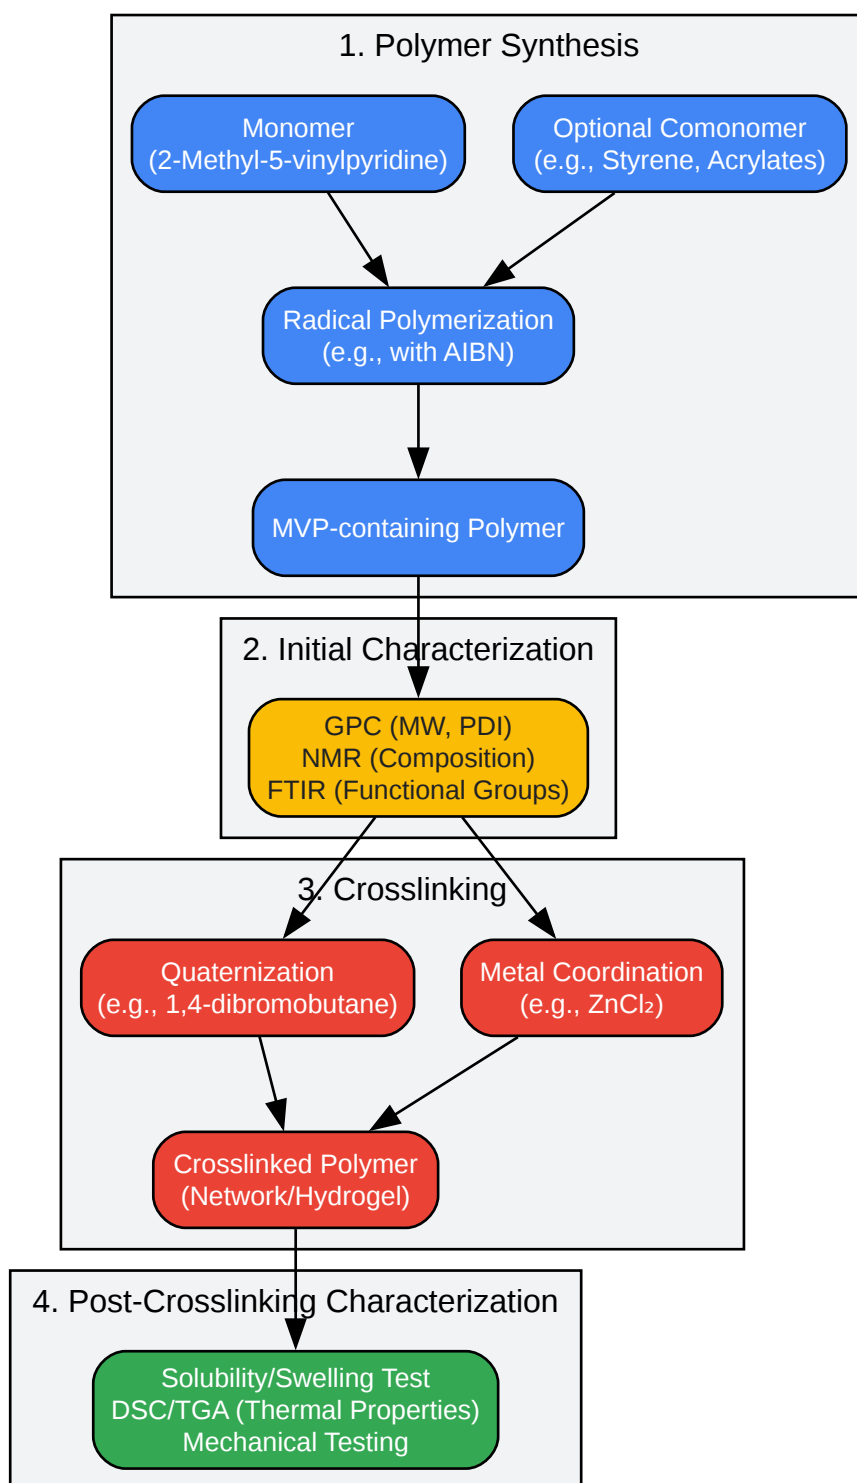 1. Polymer Synthesis
Monomer
(2-Methyl-5-vinylpyridine)
Optional Comonomer
(e.g., Styrene, Acrylates)
Radical Polymerization
(e.g., with AIBN)
MVP-containing Polymer
2. Initial Characterization
GPC (MW, PDI)
NMR (Composition)
FTIR (Functional Groups)
3. Crosslinking
Quaternization
(e.g., 1,4-dibromobutane)
Metal Coordination
(e.g., ZnCl₂)
Crosslinked Polymer
(Network/Hydrogel)
4. Post-Crosslinking Characterization
Solubility/Swelling Test
DSC/TGA (Thermal Properties)
Mechanical Testing